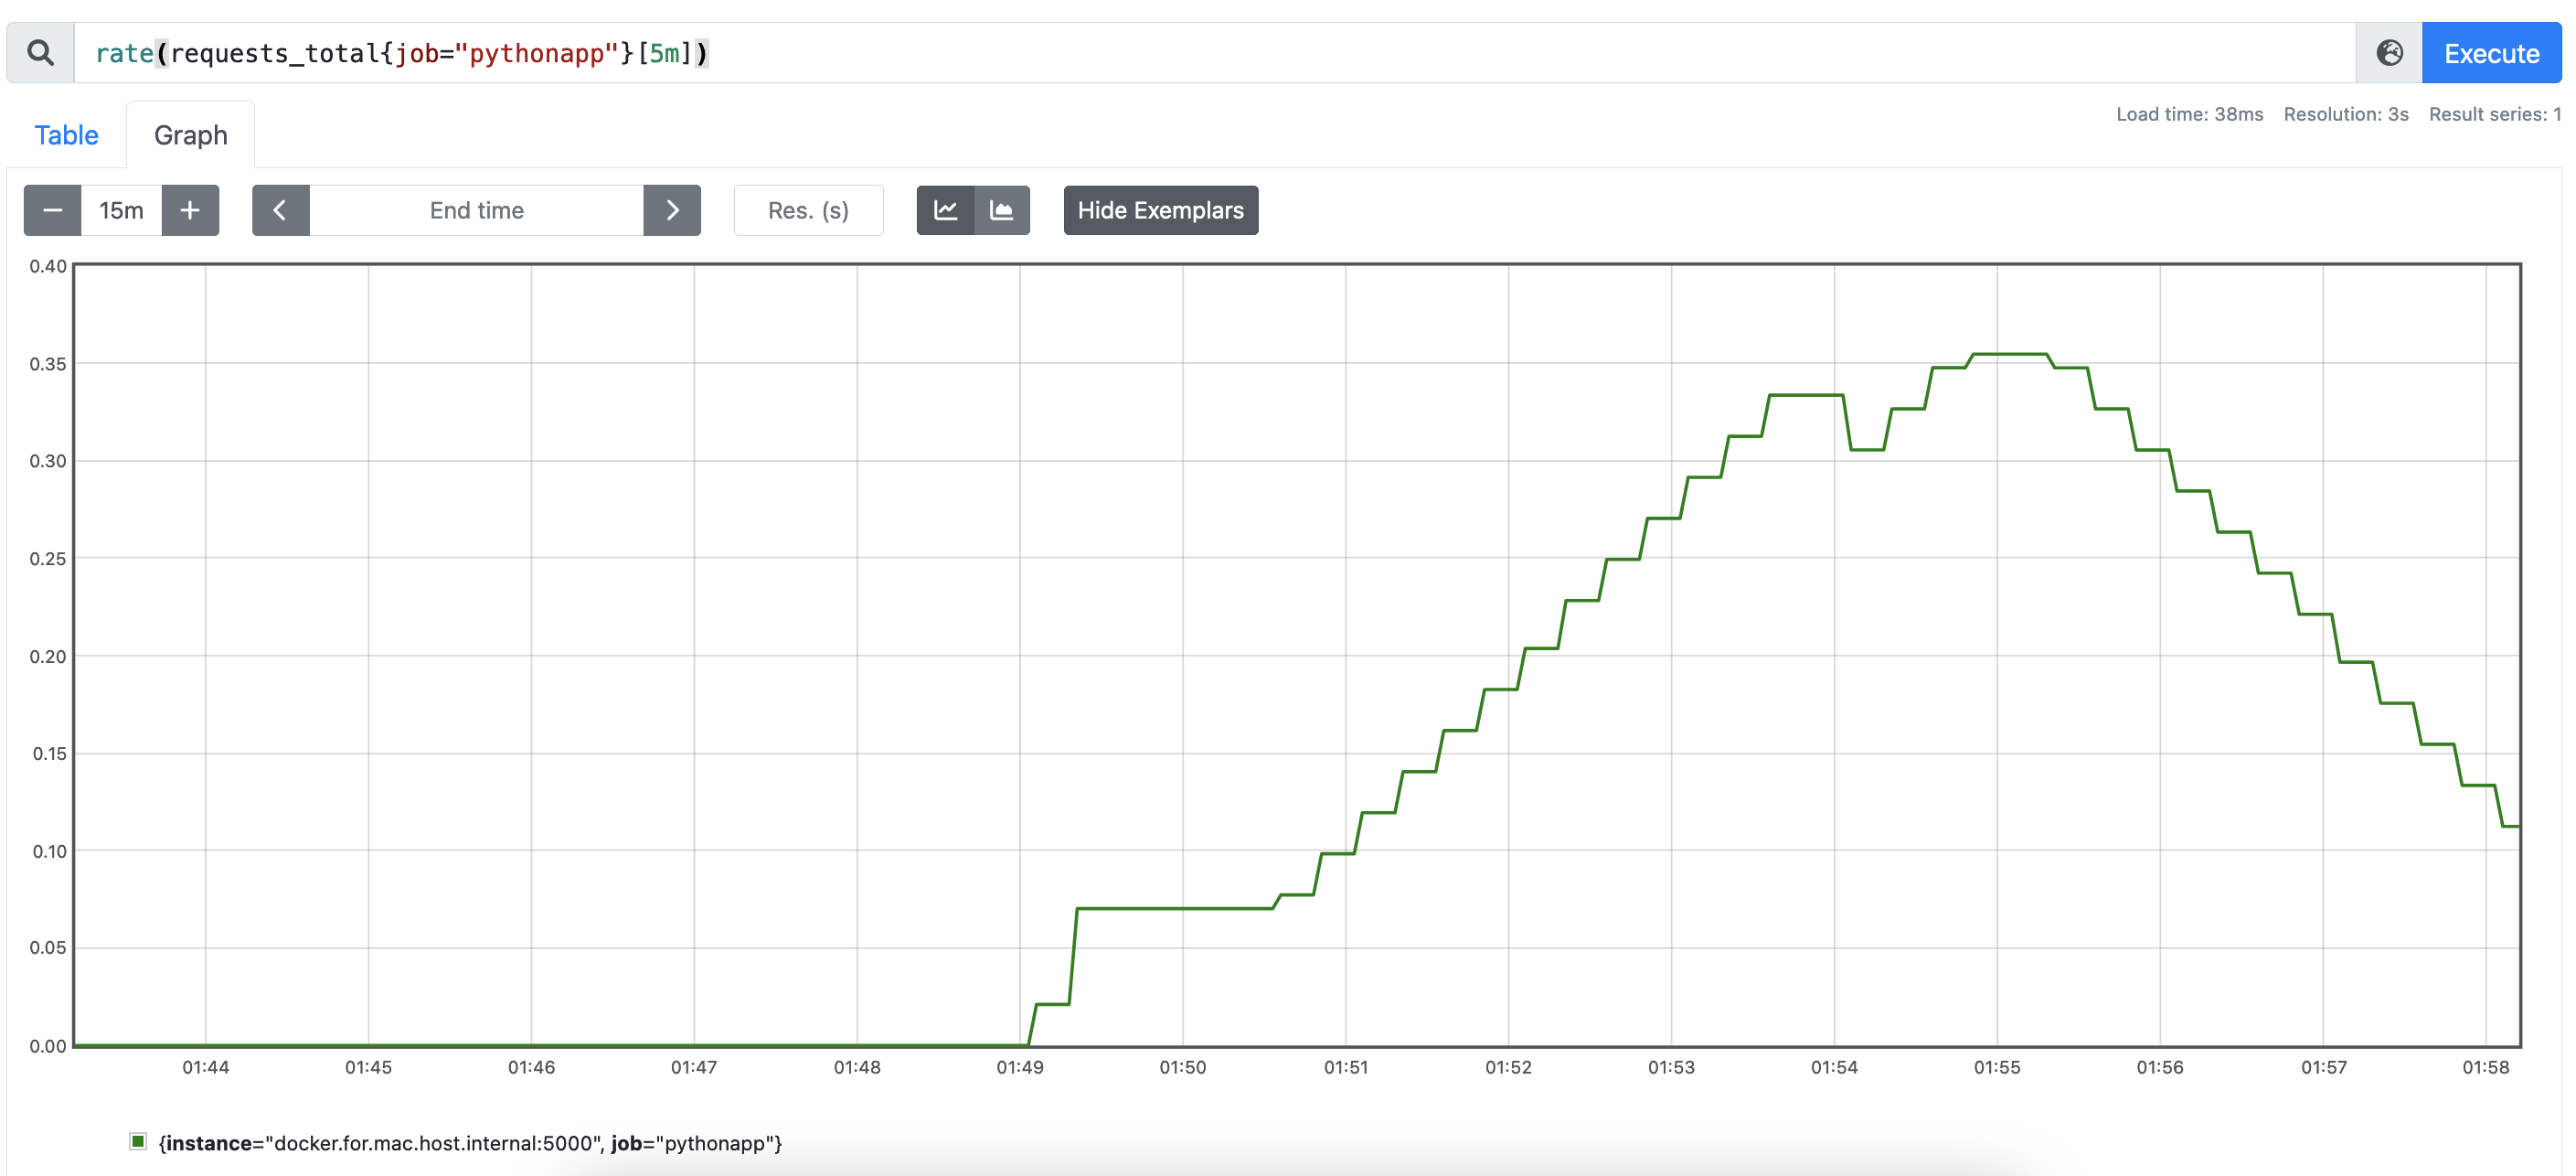 rate(requests_total{job="pythonapp"}[5m])
Execute
Table
Graph
Load time: 38ms Resolution: 3s Result series: 1
15m
End time
Res. (s)
Hide Exemplars
0.40
0.35
0.30
0.25
0.20
0.15
0.10
0.05
0.00
01:44 01:45 01:46 01:47 01:48 01:49 01:50 01:51 01:52 01:53 01:54 01:55 01:56 01:57 01:58
{instance="docker.for.mac.host.internal:5000", job="pythonapp"}